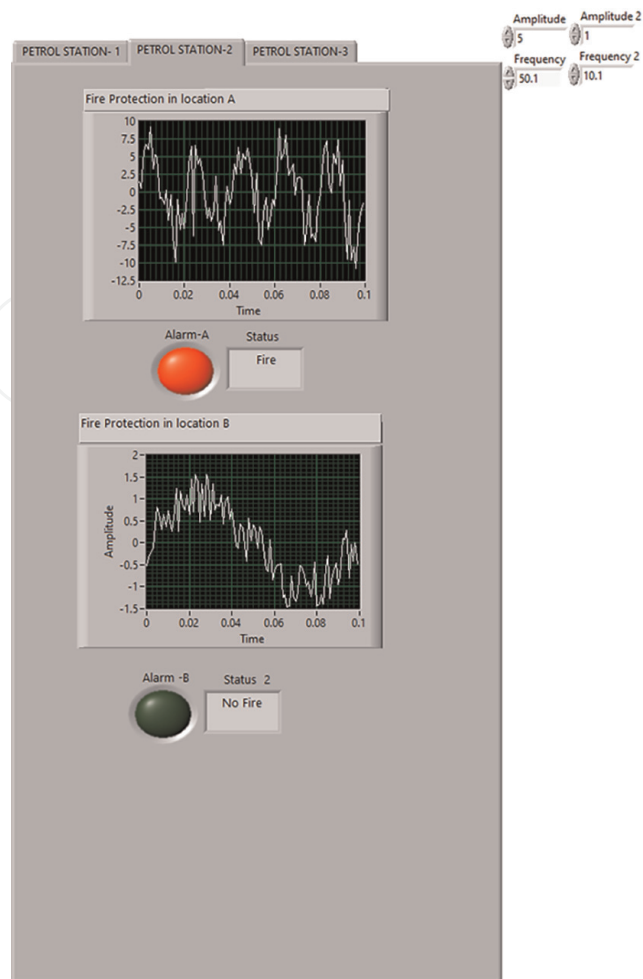 Amplitude Amplitude 2
5 1
Frequency Frequency 2
50.1 10.1
PETROL STATION- 1 PETROL STATION-2 PETROL STATION-3
Fire Protection in location A
10
7.5
5
2.5
0
-2.5
-5
-7.5
-10
-12.5
0 0.02 0.04 0.06 0.08 0.1
Time
Alarm-A Status
Fire
Fire Protection in location B
Amplitude
2
1.5
1
0.5
0
-0.5
-1
-1.5
0 0.02 0.04 0.06 0.08 0.1
Time
Alarm -B Status 2
No Fire